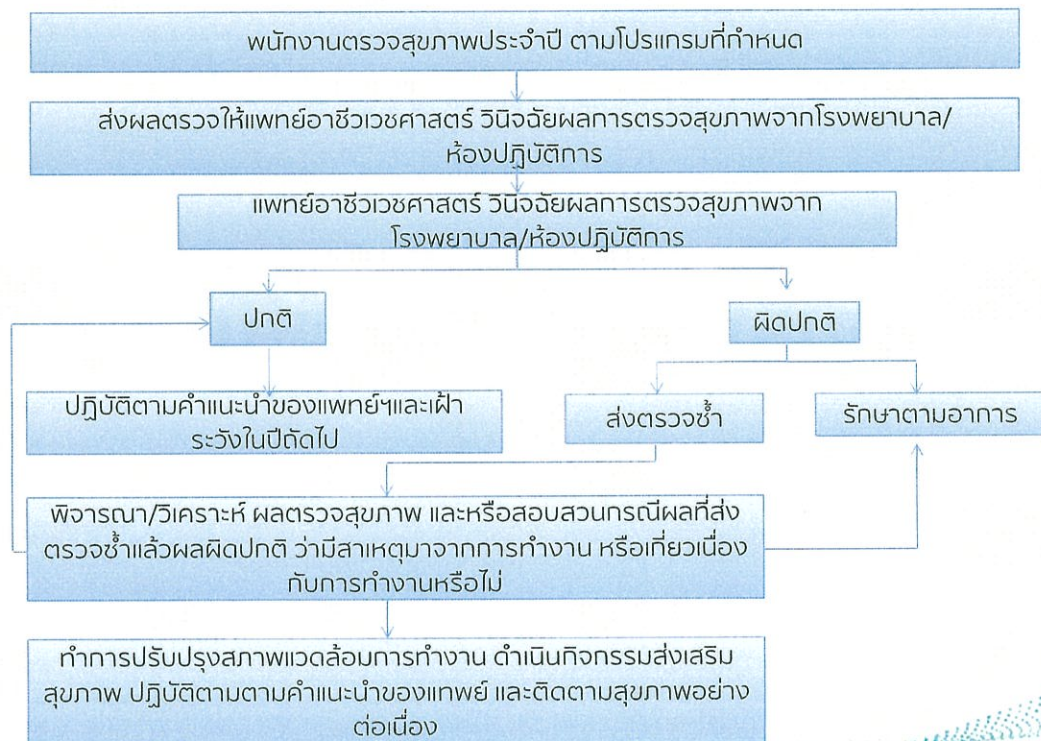 พนักงานตรวจสุขภาพประจำปี ตามโปรแกรมที่กำหนด
ส่งผลตรวจให้แพทย์อาชีวเวชศาสตร์ วินิจฉัยผลการตรวจสุขภาพจากโรงพยาบาล/
ห้องปฏิบัติการ
แพทย์อาชีวเวชศาสตร์ วินิจฉัยผลการตรวจสุขภาพจาก
โรงพยาบาล/ห้องปฏิบัติการ
ปกติ
ผิดปกติ
ปฏิบัติตามคำแนะนำของแพทย์ฯและเฝ้า
ระวังในปีถัดไป
ส่งตรวจซ้ำ
รักษาตามอาการ
พิจารณา/วิเคราะห์ ผลตรวจสุขภาพ และหรือสอบสวนกรณีผลที่ส่ง
ตรวจซ้ำแล้วผลผิดปกติ ว่ามีสาเหตุมาจากการทำงาน หรือเกี่ยวเนื่อง
กับการทำงานหรือไม่
ทำการปรับปรุงสภาพแวดล้อมการทำงาน ดำเนินกิจกรรมส่งเสริม
สุขภาพ ปฏิบัติตามตามคำแนะนำของแทพย์ และติดตามสุขภาพอย่าง
ต่อเนื่อง